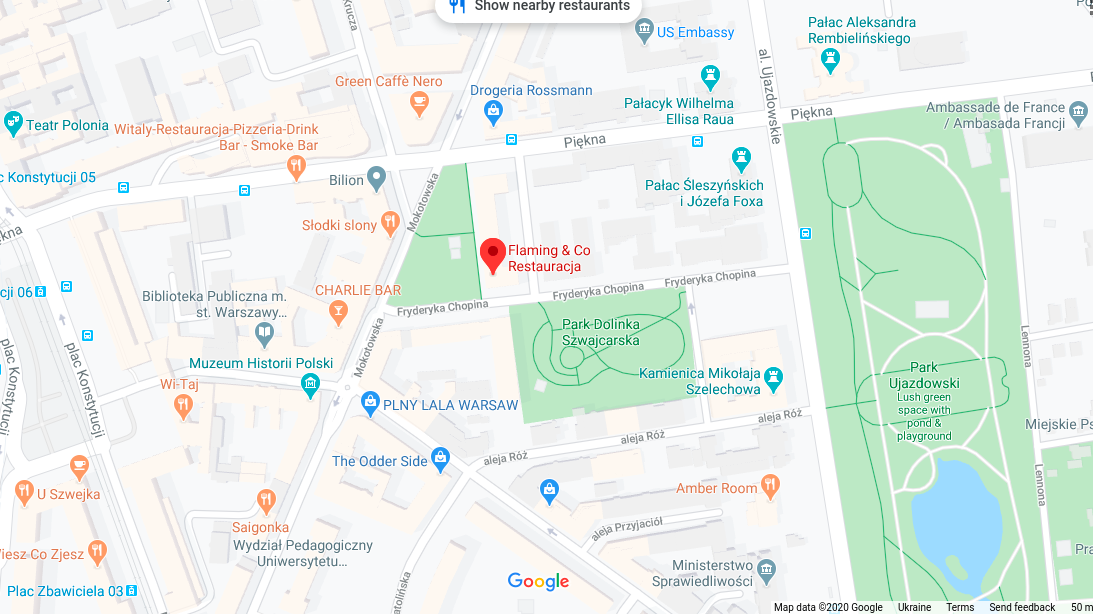 Show nearby restaurants
Krucza
US Embassy
Pałac Aleksandra
Rembielińskiego
al. Ujazdowskie
Green Caffè Nero
Drogeria Rossmann
Pałacyk Wilhelma
Ellisa Raua
Piękna
Ambassade de France
/ Ambasada Francji
Teatr Polonia
Witaly-Restauracja-Pizzeria-Drink
Bar - Smoke Bar
Piękna
c Konstytucji 05
Bilion
Mokotowska
Pałac Śleszyńskich
i Józefa Foxa
Słodki slony
ękna
Flaming & Co
Restauracja
Fryderyka Chopina
Fryderyka Chopina
Fryderyka Chopina
cji 06
Biblioteka Publiczna m.
st. Warszawy...
CHARLIE BAR
Mokotowska
Park Dolinka
Szwajcarska
Lennona
plac Konstytucji
plac Konstytucji
Muzeum Historii Polski
Kamienica Mikołaja
Szelechowa
Park
Ujazdowski
Lush green
space with
pond &
playground
Wi-Taj
PLNY LALA WARSAW
aleja Róż
aleja Róż
aleja Róż
Miejskie Ps
The Odder Side
U Szwejka
Amber Room
Lennona
Saigonka
Wydział Pedagogiczny
Uniwersytetu...
aleja Przyjaciół
Wiesz Co Zjesz
Ministerstwo
Sprawiedliwości
Pra
Plac Zbawiciela 03
atolińska
Google
Map data ©2020 Google
Ukraine
Terms
Send feedback
50 m